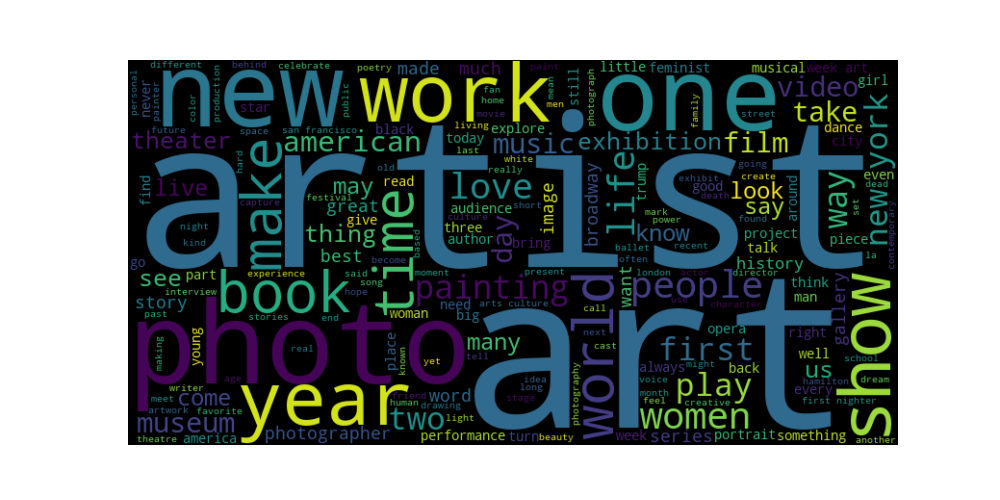 different behind celebrate poetry made much paint little feminist musical week art
personal never painter new color production public work fan home movie mean men still photograph one family street video girl take
star space san francisco black living explore today music exhibition film dance city new york
future theater hard american last white really going even
find live make old festival may read great give love audience image broadway life trump exhibit good death look create say around way dead
artist
night kind capture thing best time based culture three author day bring short know mark power found project talk set piece contemporary
go see part experience become said song moment ballet recent often history la
interview book hope painting present arts culture london want people actor director think man
story stories end woman need big world call use character gallery
past photo real place known yet many tell next cast first opera right show
making young age idea long always might back well us school
writer year friend human two word light stage photography voice month feel play hamilton dream every
meet come artwork favorite drawing art creative women first nighter
museum theatre america photographer performance turn beauty week series portrait something another